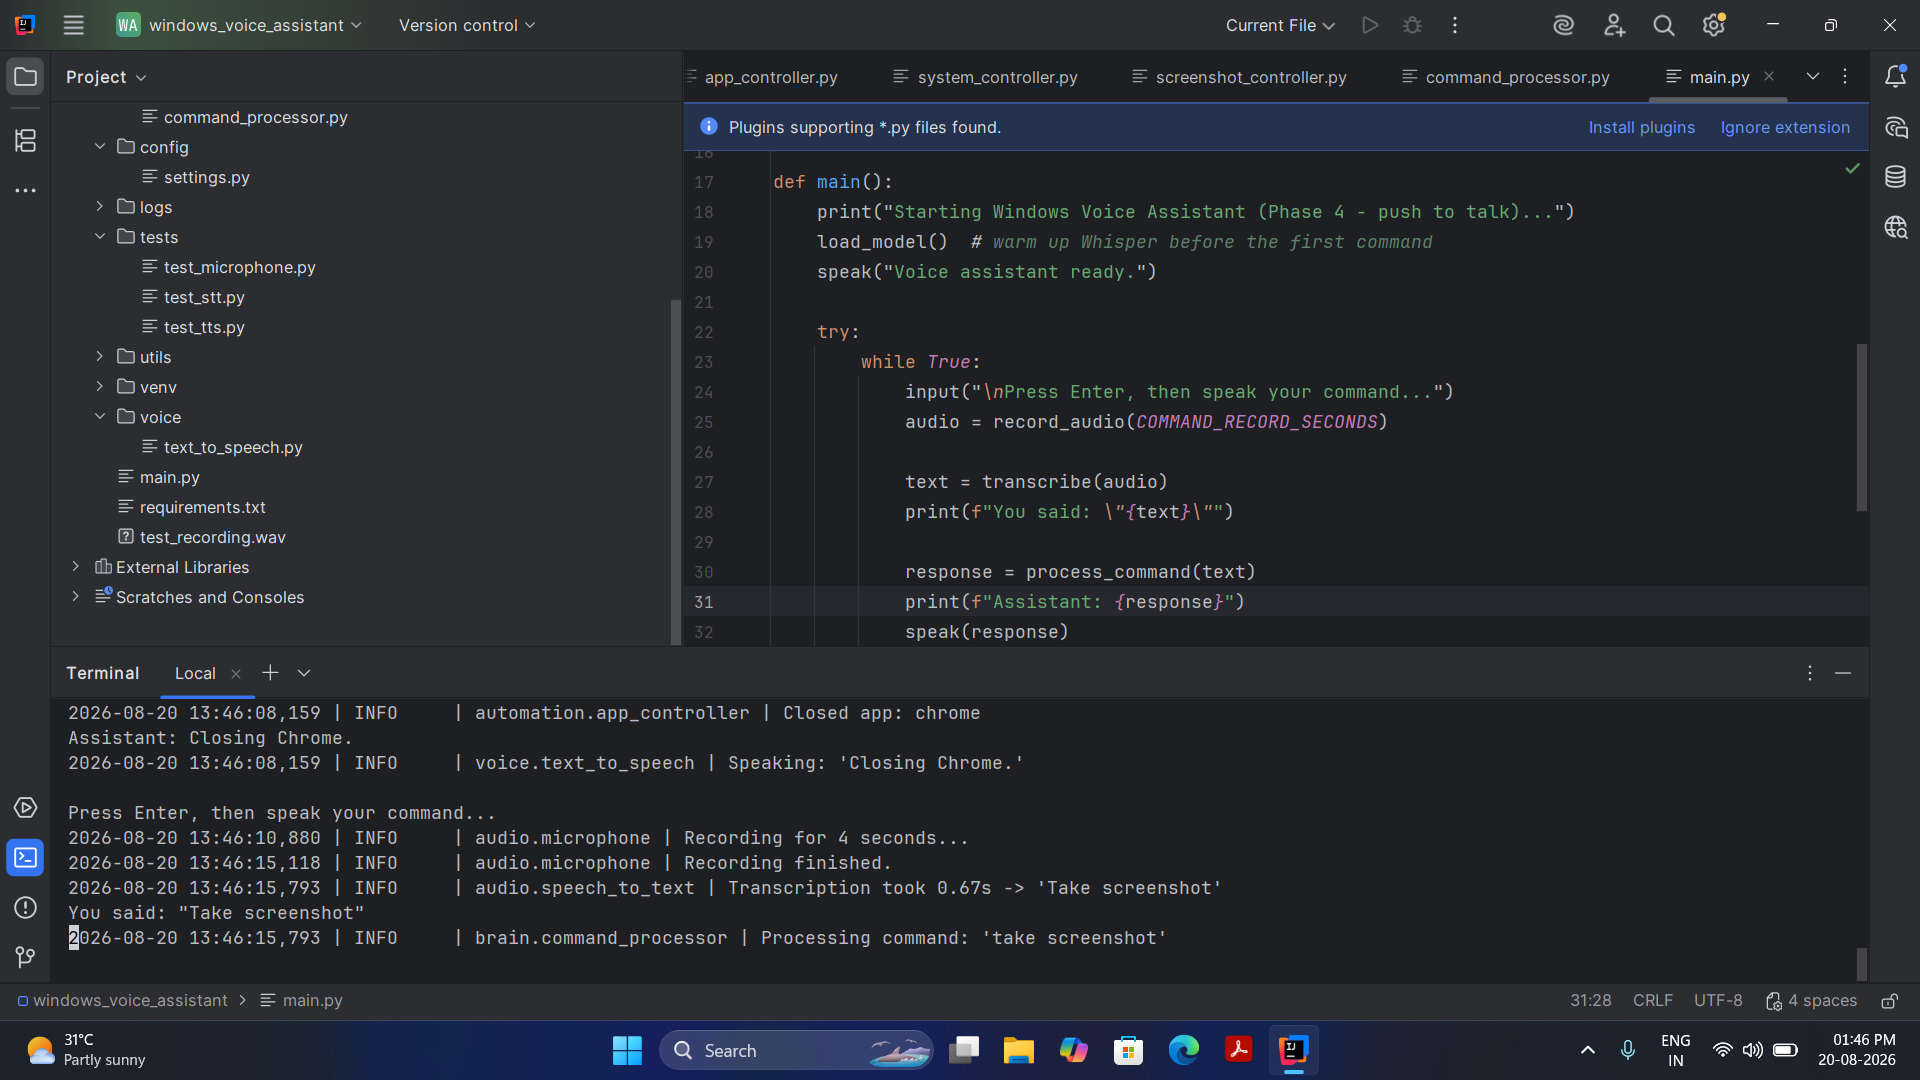 WA windows_voice_assistant
Version control
Current File
Project
app_controller.py
system_controller.py
screenshot_controller.py
command_processor.py
main.py
Plugins supporting *.py files found.
Install plugins
Ignore extension
command_processor.py
config
settings.py
logs
tests
test_microphone.py
test_stt.py
test_tts.py
utils
venv
voice
text_to_speech.py
main.py
requirements.txt
test_recording.wav
External Libraries
Scratches and Consoles
16
17 def main():
18 print("Starting Windows Voice Assistant (Phase 4 - push to talk)...")
19 load_model()  # warm up Whisper before the first command
20 speak("Voice assistant ready.")
21
22 try:
23 while True:
24 input("\nPress Enter, then speak your command...")
25 audio = record_audio(COMMAND_RECORD_SECONDS)
26
27 text = transcribe(audio)
28 print(f"You said: \"{text}\"")
29
30 response = process_command(text)
31 print(f"Assistant: {response}")
32 speak(response)
Terminal
Local
2026-08-20 13:46:08,159 | INFO     | automation.app_controller | Closed app: chrome
Assistant: Closing Chrome.
2026-08-20 13:46:08,159 | INFO     | voice.text_to_speech | Speaking: 'Closing Chrome.'
Press Enter, then speak your command...
2026-08-20 13:46:10,880 | INFO     | audio.microphone | Recording for 4 seconds...
2026-08-20 13:46:15,118 | INFO     | audio.microphone | Recording finished.
2026-08-20 13:46:15,793 | INFO     | audio.speech_to_text | Transcription took 0.67s -> 'Take screenshot'
You said: "Take screenshot"
2026-08-20 13:46:15,793 | INFO     | brain.command_processor | Processing command: 'take screenshot'
windows_voice_assistant > main.py
31:28
CRLF
UTF-8
4 spaces
31°C
Partly sunny
Search
ENG
IN
01:46 PM
20-08-2026